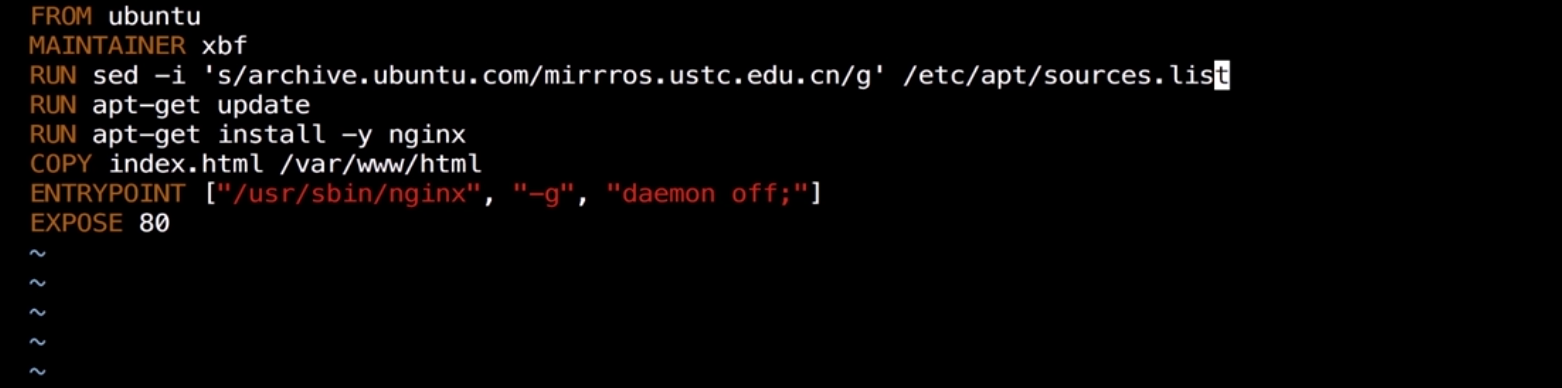 FROM ubuntu
MAINTAINER xbf
RUN sed -i 's/archive.ubuntu.com/mirrros.ustc.edu.cn/g' /etc/apt/sources.list
RUN apt-get update
RUN apt-get install -y nginx
COPY index.html /var/www/html
ENTRYPOINT ["/usr/sbin/nginx", "-g", "daemon off;"]
EXPOSE 80
~
~
~
~
~